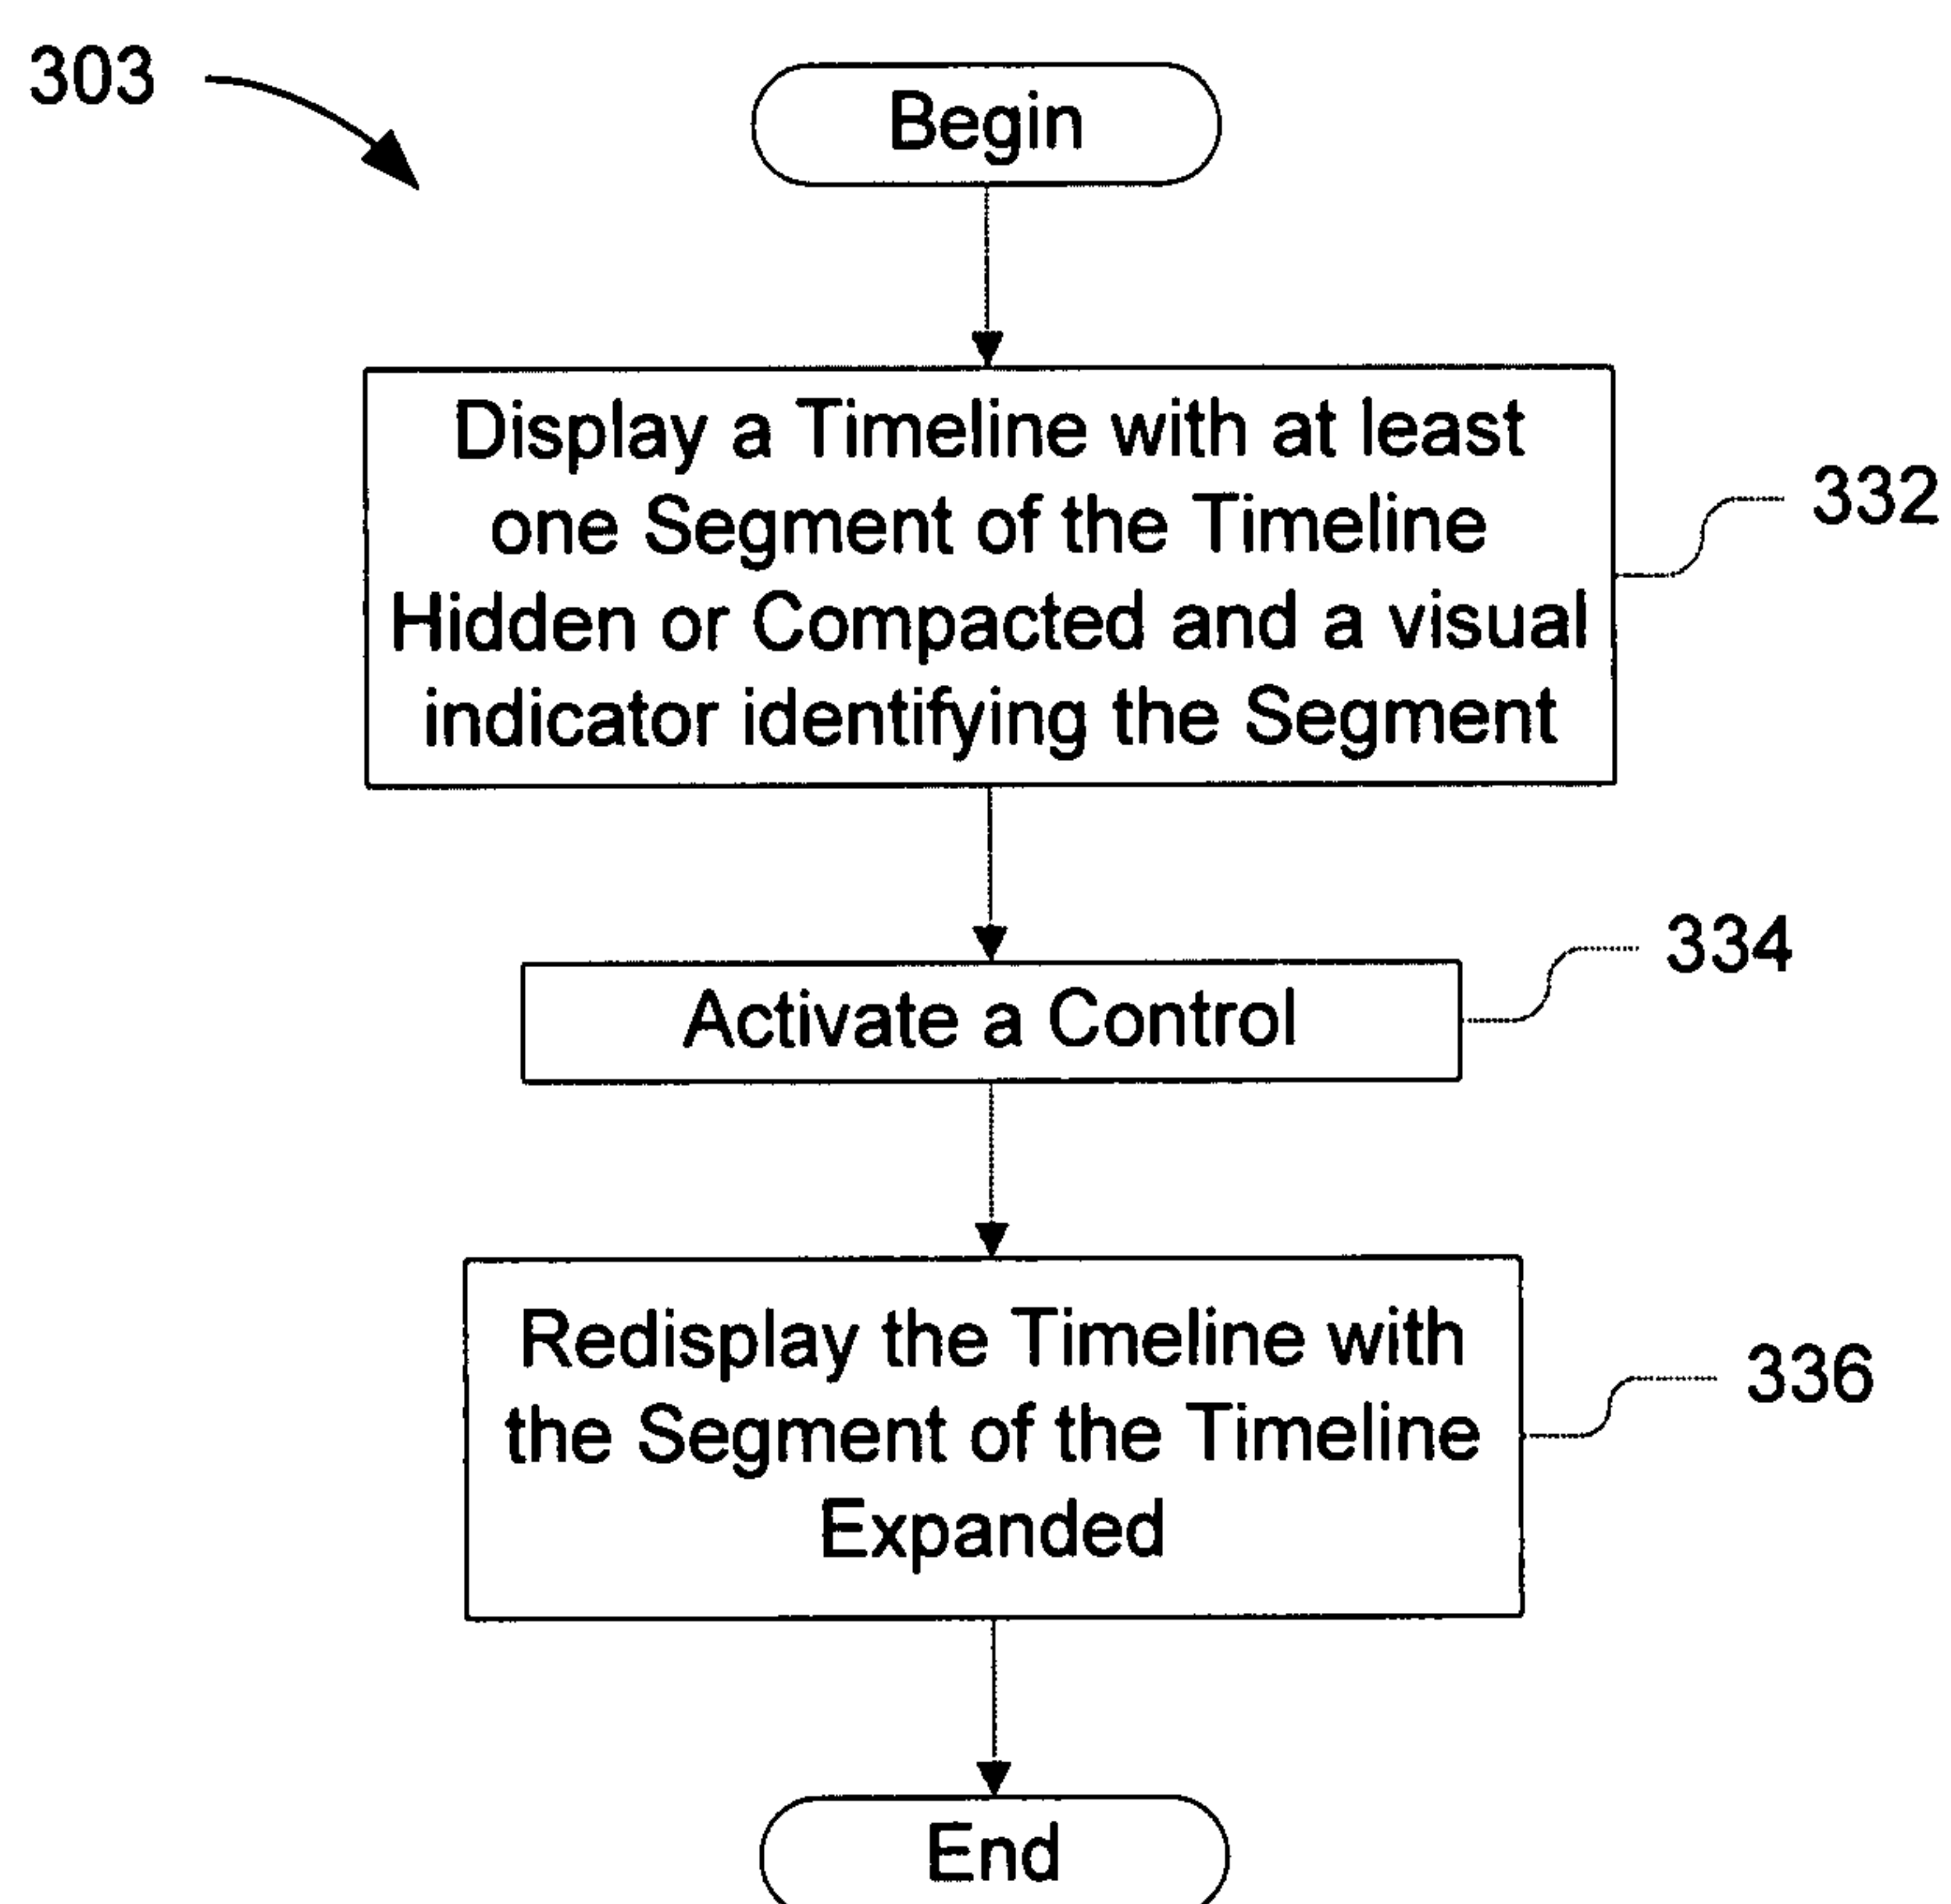 303
Begin
Display a Timeline with at least
one Segment of the Timeline
Hidden or Compacted and a visual
indicator identifying the Segment
332
Activate a Control
334
Redisplay the Timeline with
the Segment of the Timeline
Expanded
336
End